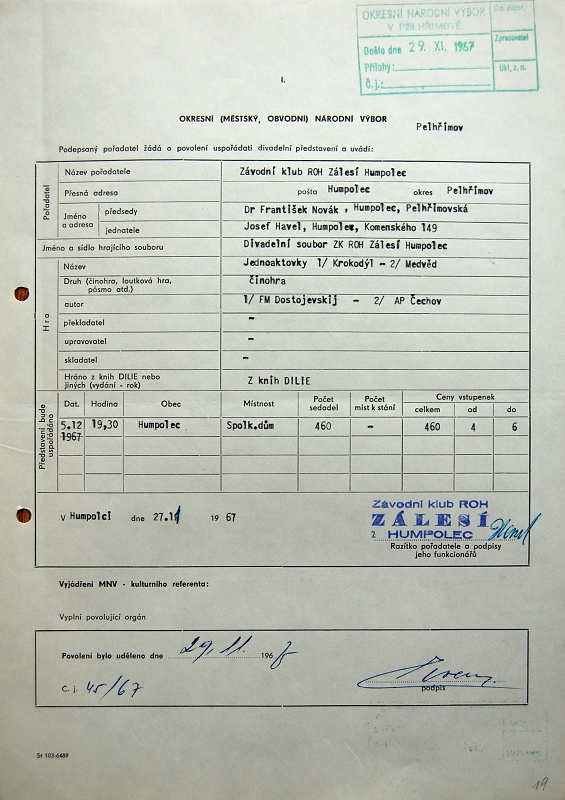 OKRESNÍ NÁRODNÍ VÝBOR
V PELHŘIMOVĚ
Došlo dne 29. XI. 1967
Zpracovatel
Přílohy:
Č.j.:
Ukl. z. n.
I.
OKRESNÍ (MĚSTSKÝ, OBVODNÍ) NÁRODNÍ VÝBOR Pelhřimov
Podepsaný pořadatel žádá o povolení uspořádati divadelní představení a uvádí:
Pořadatel
Název pořadatele Závodní klub ROH Zálesí Humpolec
Přesná adresa pošta Humpolec okres Pelhřimov
Jméno a adresa
předsedy Dr František Novák , Humpolec, Pelhřimovská
jednatele Josef Havel, Humpolec, Komenského 149
Jméno a sídlo hrajícího souboru Divadelní soubor ZK ROH Zálesí Humpolec
Hra
Název Jednoaktovky 1/ Krokodýl - 2/ Medvěd
Druh (činohra, loutková hra, pásmo atd.) činohra
autor 1/ FM Dostojevskij - 2/ AP Čechov
překladatel -
upravovatel -
skladatel -
Hráno z knih DILIE nebo jiných (vydání - rok) Z knih DILIE
Představení bude uspořádáno
Dat. Hodina Obec Místnost Počet sedadel Počet míst k stání Ceny vstupenek
celkem od do
5.12 1967 19,30 Humpolec Spolk.dům 460 - 460 4 6
V Humpolci dne 27.11 1967
Závodní klub ROH
ZÁLESÍ
2 HUMPOLEC
Razítko pořadatele a podpisy
jeho funkcionářů
Vyjádření MNV - kulturního referenta:
Vyplní povolující orgán
Povolení bylo uděleno dne 29. 11. 1967
Č. j. 45/67
podpis
St 103-6489
19